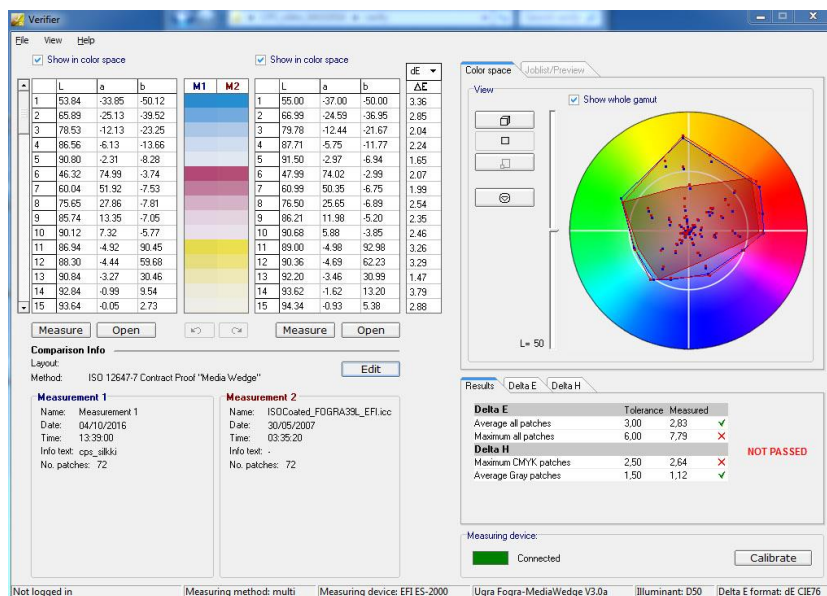 Verifier
File View Help
Show in color space
Show in color space
dE
L a b M1 M2 L a b ΔE
1 53.84 -33.85 -50.12 1 55.00 -37.00 -50.00 3.36
2 65.89 -25.13 -39.52 2 66.99 -24.59 -36.95 2.85
3 78.53 -12.13 -23.25 3 79.78 -12.44 -21.67 2.04
4 86.56 -6.13 -13.66 4 87.71 -5.75 -11.77 2.24
5 90.80 -2.31 -8.28 5 91.50 -2.97 -6.94 1.65
6 46.32 74.99 -3.74 6 47.99 74.02 -2.99 2.07
7 60.04 51.92 -7.53 7 60.99 50.35 -6.75 1.99
8 75.65 27.86 -7.81 8 76.50 25.65 -6.89 2.54
9 85.74 13.35 -7.05 9 86.21 11.98 -5.20 2.35
10 90.12 7.32 -5.77 10 90.68 5.88 -3.85 2.46
11 86.94 -4.92 90.45 11 89.00 -4.98 92.98 3.26
12 88.30 -4.44 59.68 12 90.36 -4.69 62.23 3.29
13 90.84 -3.27 30.46 13 92.20 -3.46 30.99 1.47
14 92.84 -0.99 9.54 14 93.62 -1.62 13.20 3.79
15 93.64 -0.05 2.73 15 94.34 -0.93 5.38 2.88
Measure Open Measure Open
Comparison Info
Layout:
Method: ISO 12647-7 Contract Proof "Media Wedge"
Edit
Measurement 1
Name: Measurement 1
Date: 04/10/2016
Time: 13:39:00
Info text: cps_silkki
No. patches: 72
Measurement 2
Name: ISOCoated_FOGRA39L_EFI.icc
Date: 30/05/2007
Time: 03:35:20
Info text: -
No. patches: 72
Color space Joblist/Preview
View
Show whole gamut
L= 50
Results Delta E Delta H
Delta E Tolerance Measured
Average all patches 3,00 2,83
Maximum all patches 6,00 7,79
Delta H
Maximum CMYK patches 2,50 2,64
Average Gray patches 1,50 1,12
NOT PASSED
Measuring device:
Connected
Calibrate
Not logged in Measuring method: multi Measuring device: EFI ES-2000 Ugra Fogra-MediaWedge V3.0a Illuminant: D50 Delta E format: dE CIE76